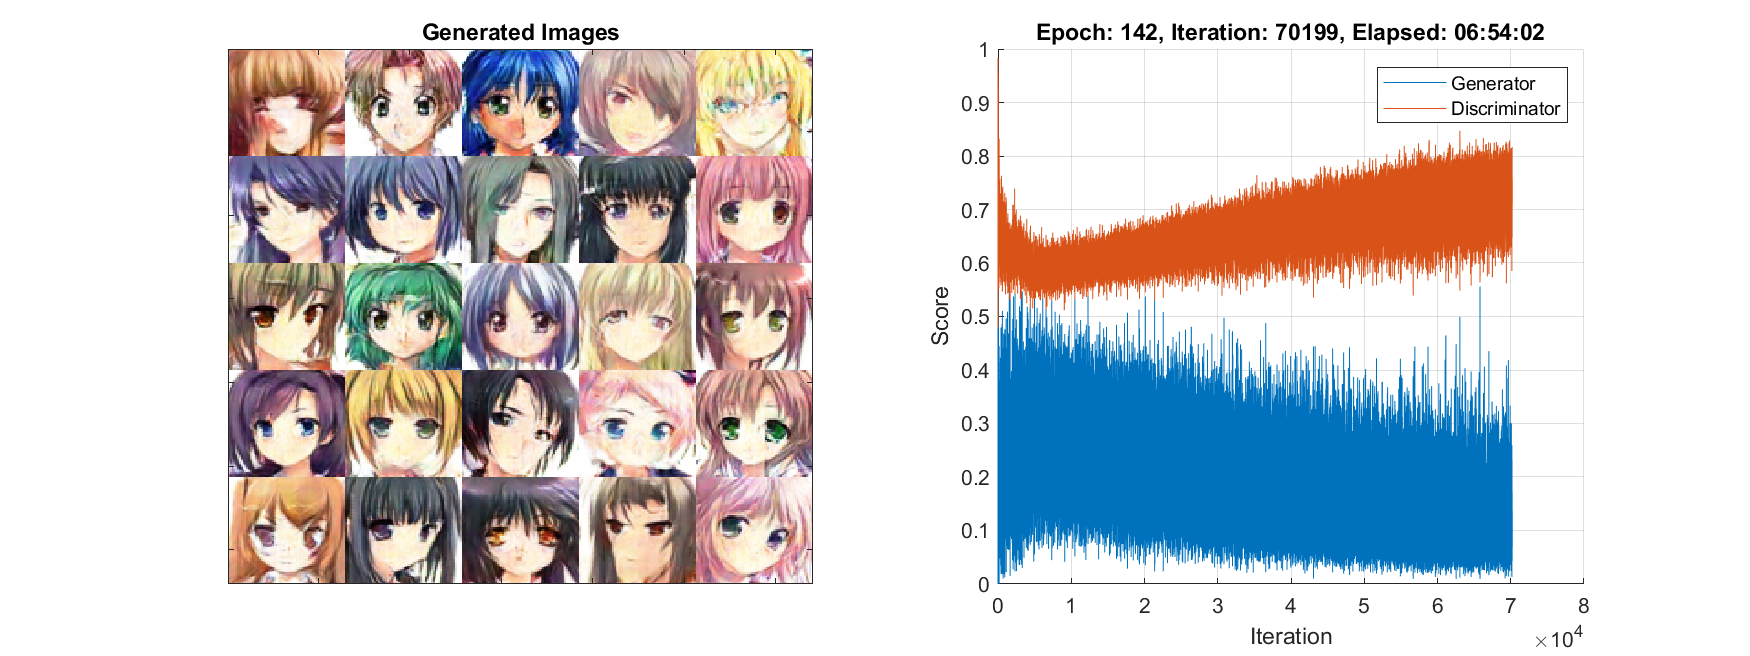 Generated Images
Epoch: 142, Iteration: 70199, Elapsed: 06:54:02
Generator
Discriminator
1
0.9
0.8
0.7
0.6
0.5
0.4
0.3
0.2
0.1
0
Score
0 1 2 3 4 5 6 7 8
Iteration
×10⁴